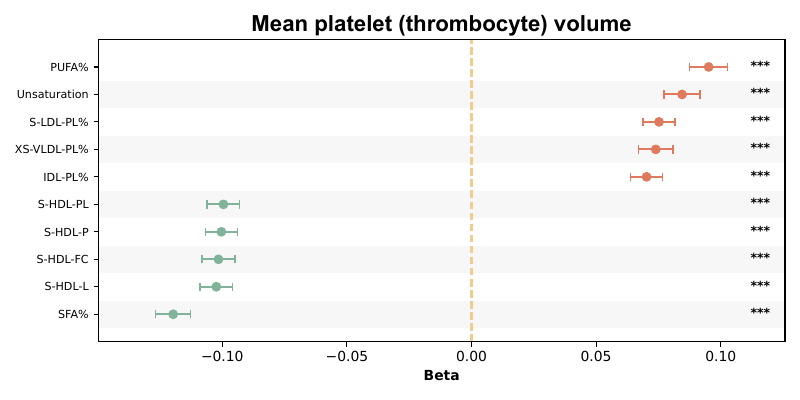 Mean platelet (thrombocyte) volume
PUFA% ***
Unsaturation ***
S-LDL-PL% ***
XS-VLDL-PL% ***
IDL-PL% ***
S-HDL-PL ***
S-HDL-P ***
S-HDL-FC ***
S-HDL-L ***
SFA% ***
−0.10 −0.05 0.00 0.05 0.10
Beta